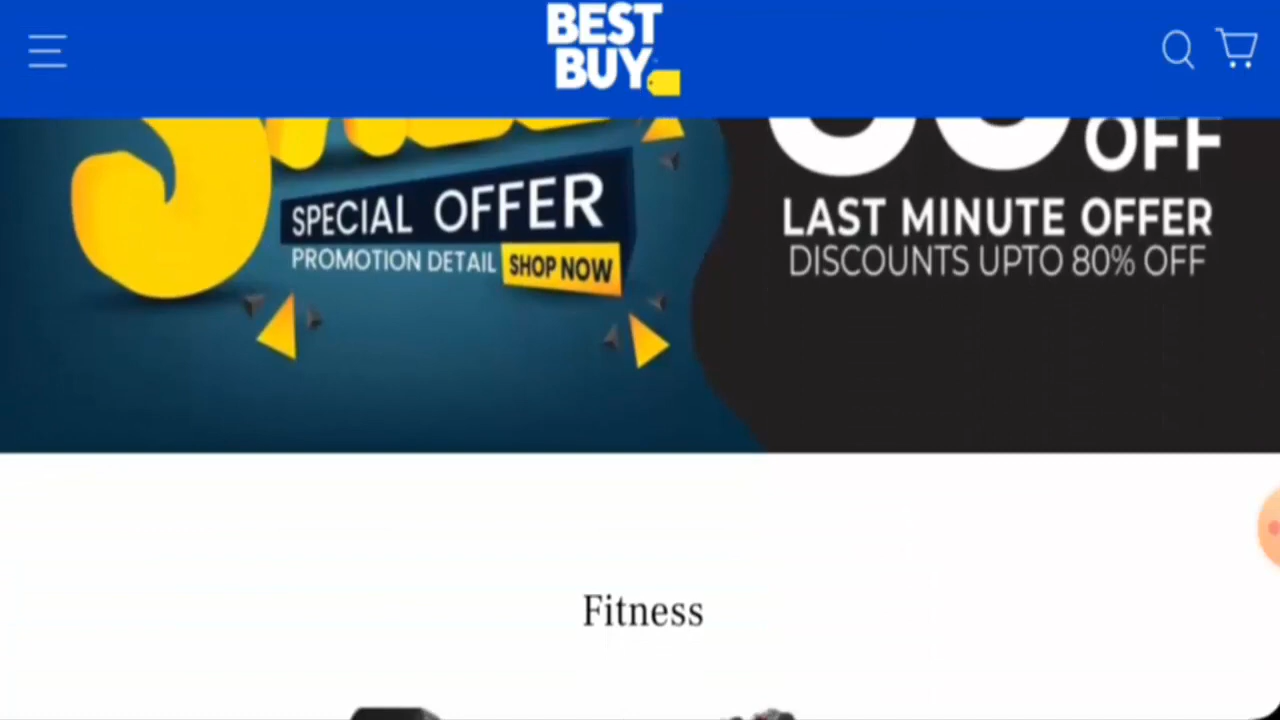 BEST
BUY
SPECIAL OFFER
PROMOTION DETAIL SHOP NOW
OFF
LAST MINUTE OFFER
DISCOUNTS UPTO 80% OFF
Fitness